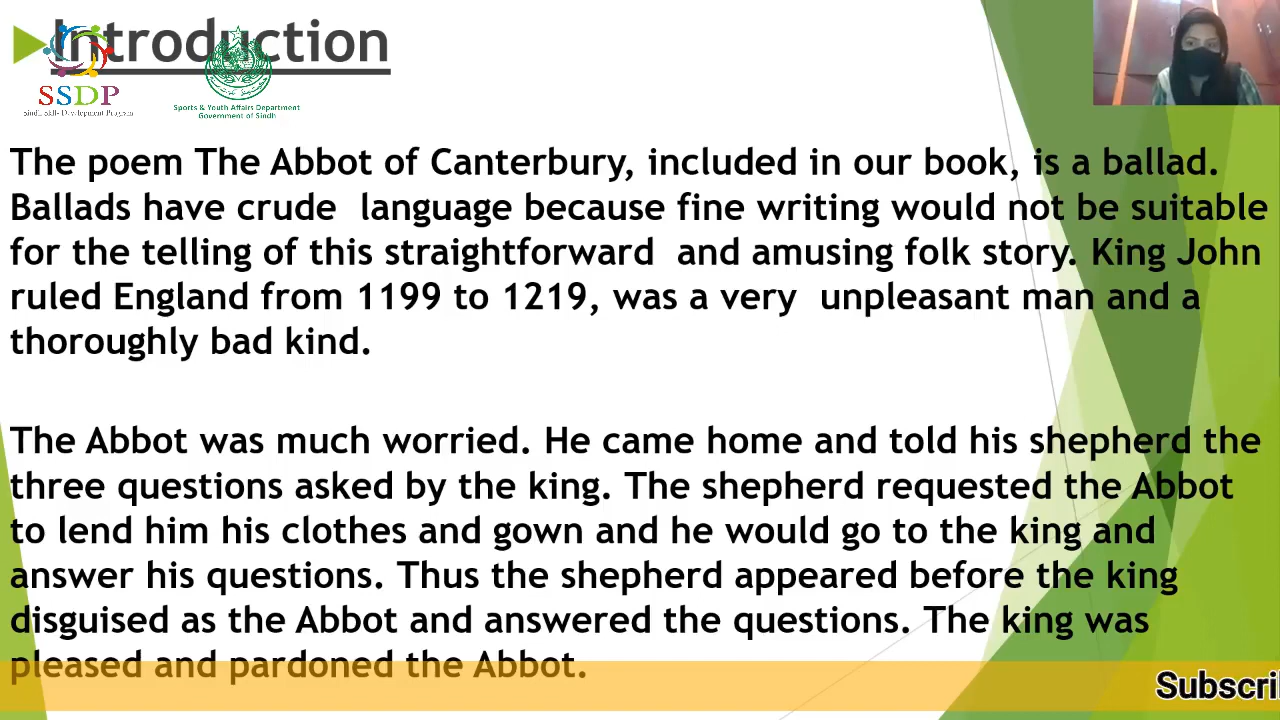 Introduction
SSDP
Sindh Skills Development Program
Sports & Youth Affairs Department
Government of Sindh
The poem The Abbot of Canterbury, included in our book, is a ballad.
Ballads have crude language because fine writing would not be suitable
for the telling of this straightforward and amusing folk story. King John
ruled England from 1199 to 1219, was a very unpleasant man and a
thoroughly bad kind.
The Abbot was much worried. He came home and told his shepherd the
three questions asked by the king. The shepherd requested the Abbot
to lend him his clothes and gown and he would go to the king and
answer his questions. Thus the shepherd appeared before the king
disguised as the Abbot and answered the questions. The king was
pleased and pardoned the Abbot.
Subscri